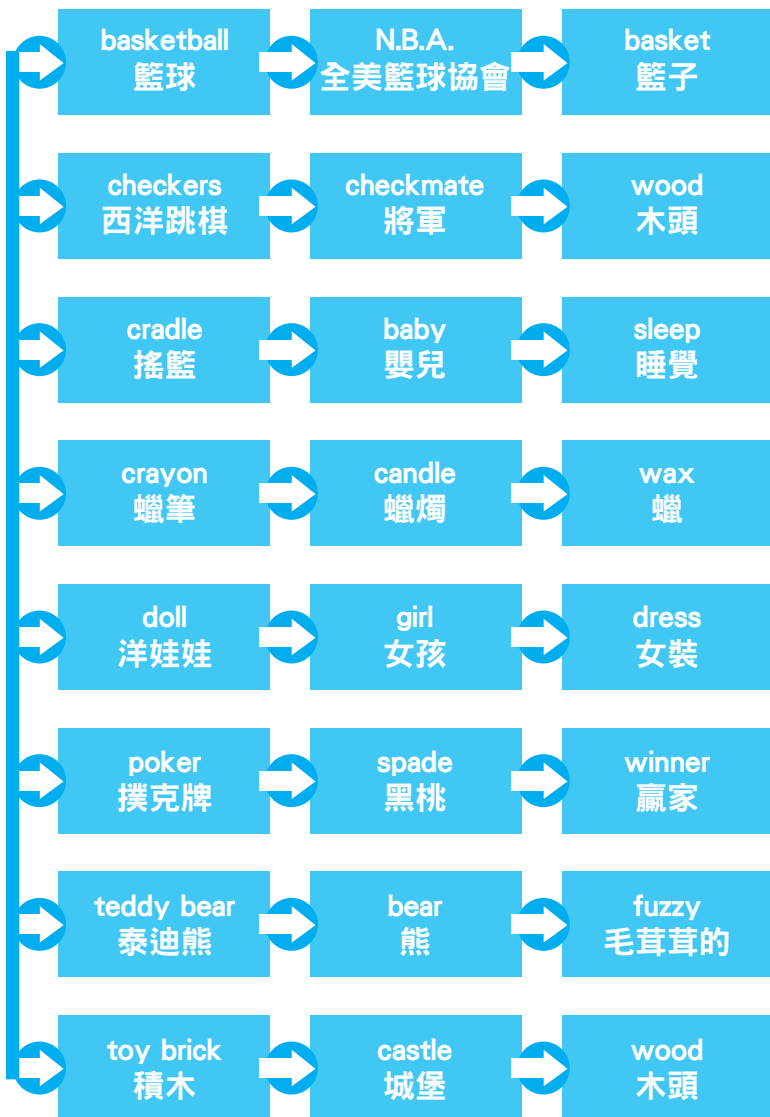 basketball
籃球
N.B.A.
全美籃球協會
basket
籃子
checkers
西洋跳棋
checkmate
將軍
wood
木頭
cradle
搖籃
baby
嬰兒
sleep
睡覺
crayon
蠟筆
candle
蠟燭
wax
蠟
doll
洋娃娃
girl
女孩
dress
女裝
poker
撲克牌
spade
黑桃
winner
贏家
teddy bear
泰迪熊
bear
熊
fuzzy
毛茸茸的
toy brick
積木
castle
城堡
wood
木頭